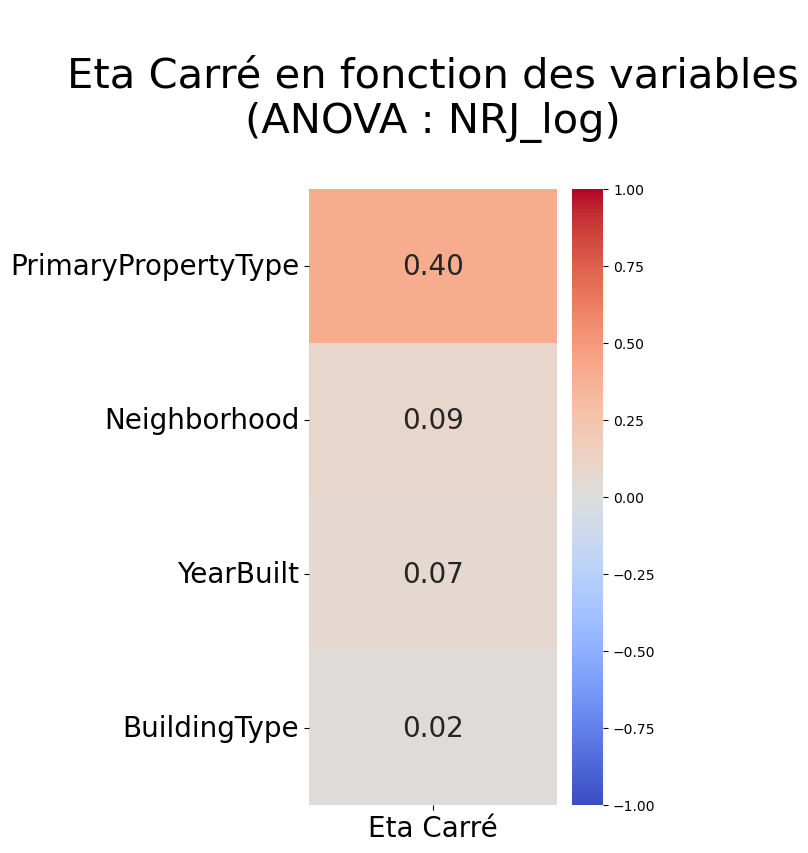 Eta Carré en fonction des variables
(ANOVA : NRJ_log)
PrimaryPropertyType
0.40
Neighborhood
0.09
YearBuilt
0.07
BuildingType
0.02
Eta Carré
1.00
0.75
0.50
0.25
0.00
−0.25
−0.50
−0.75
−1.00